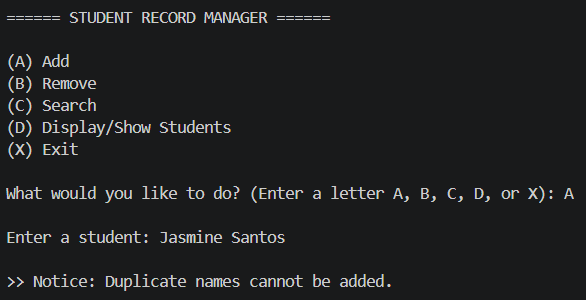 ====== STUDENT RECORD MANAGER ======
(A) Add
(B) Remove
(C) Search
(D) Display/Show Students
(X) Exit
What would you like to do? (Enter a letter A, B, C, D, or X): A
Enter a student: Jasmine Santos
>> Notice: Duplicate names cannot be added.